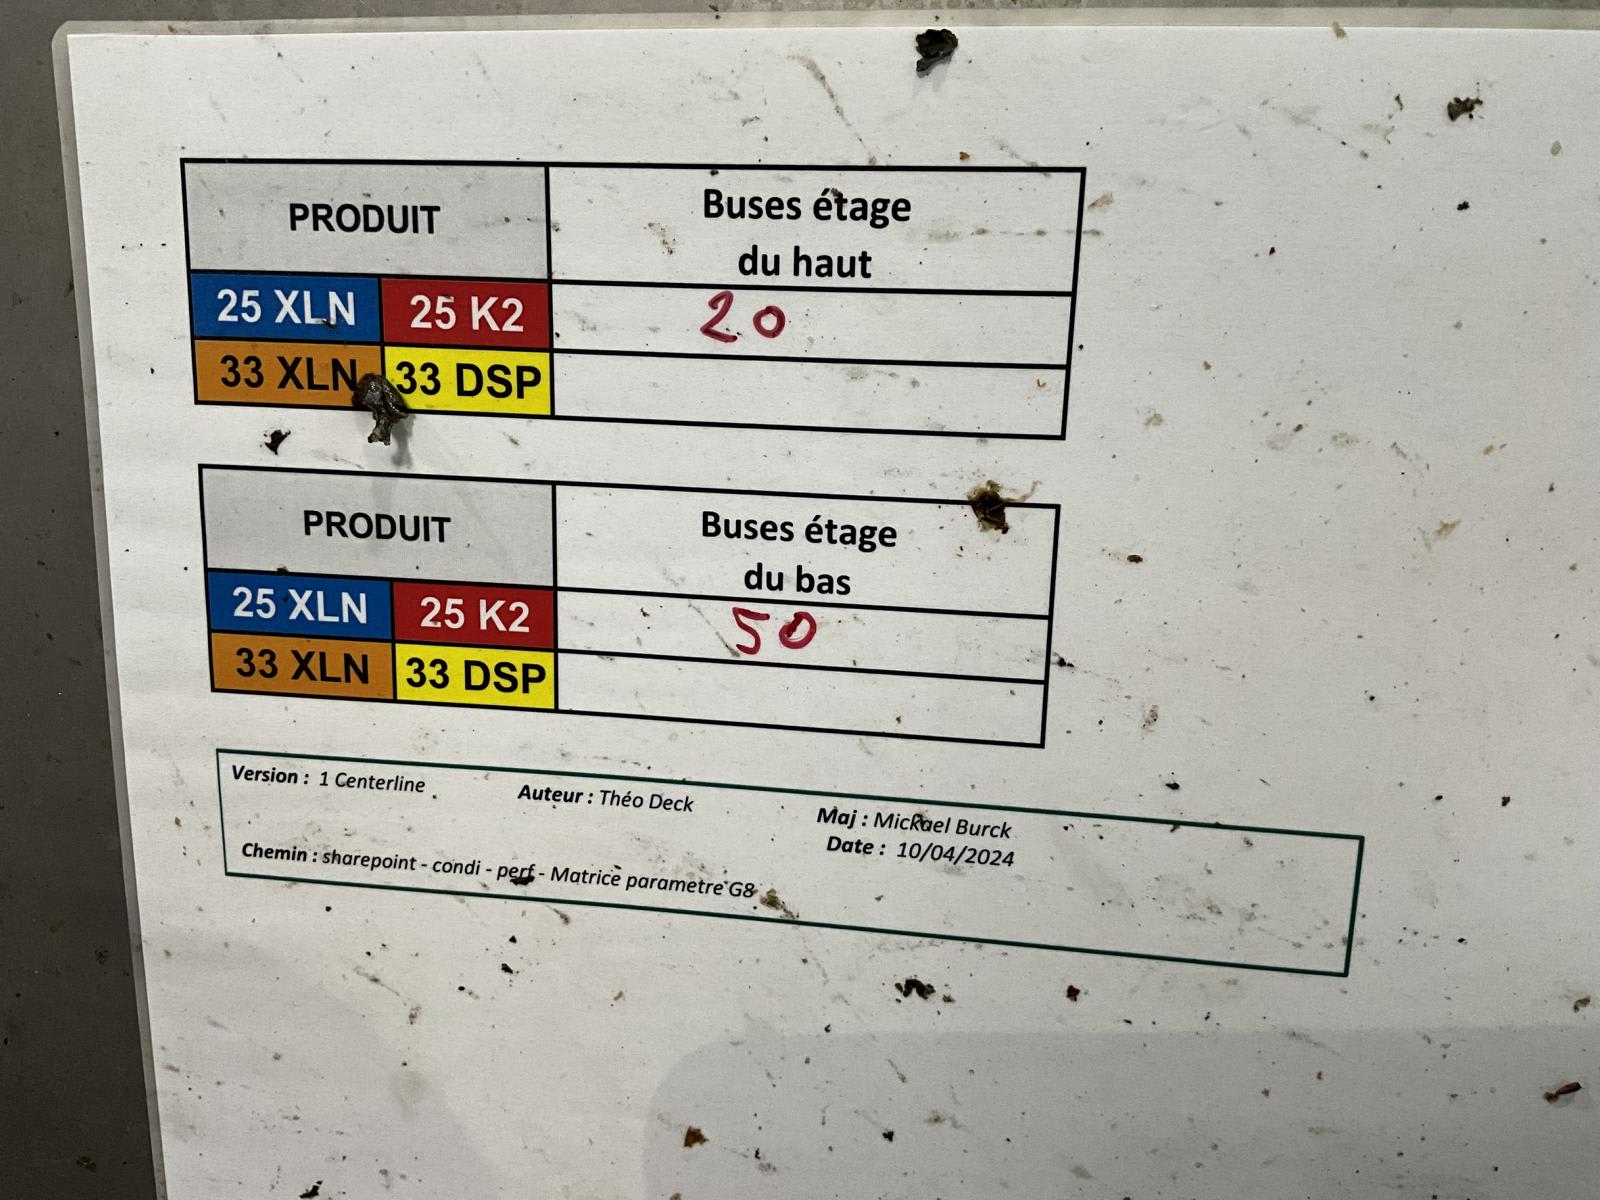 PRODUIT
Buses étage
du haut
25 XLN 25 K2 20
33 XLN 33 DSP
PRODUIT
Buses étage
du bas
25 XLN 25 K2 50
33 XLN 33 DSP
Version : 1 Centerline
Auteur : Théo Deck
Maj : Mickael Burck
Date : 10/04/2024
Chemin : sharepoint - condi - perf - Matrice parametre G8